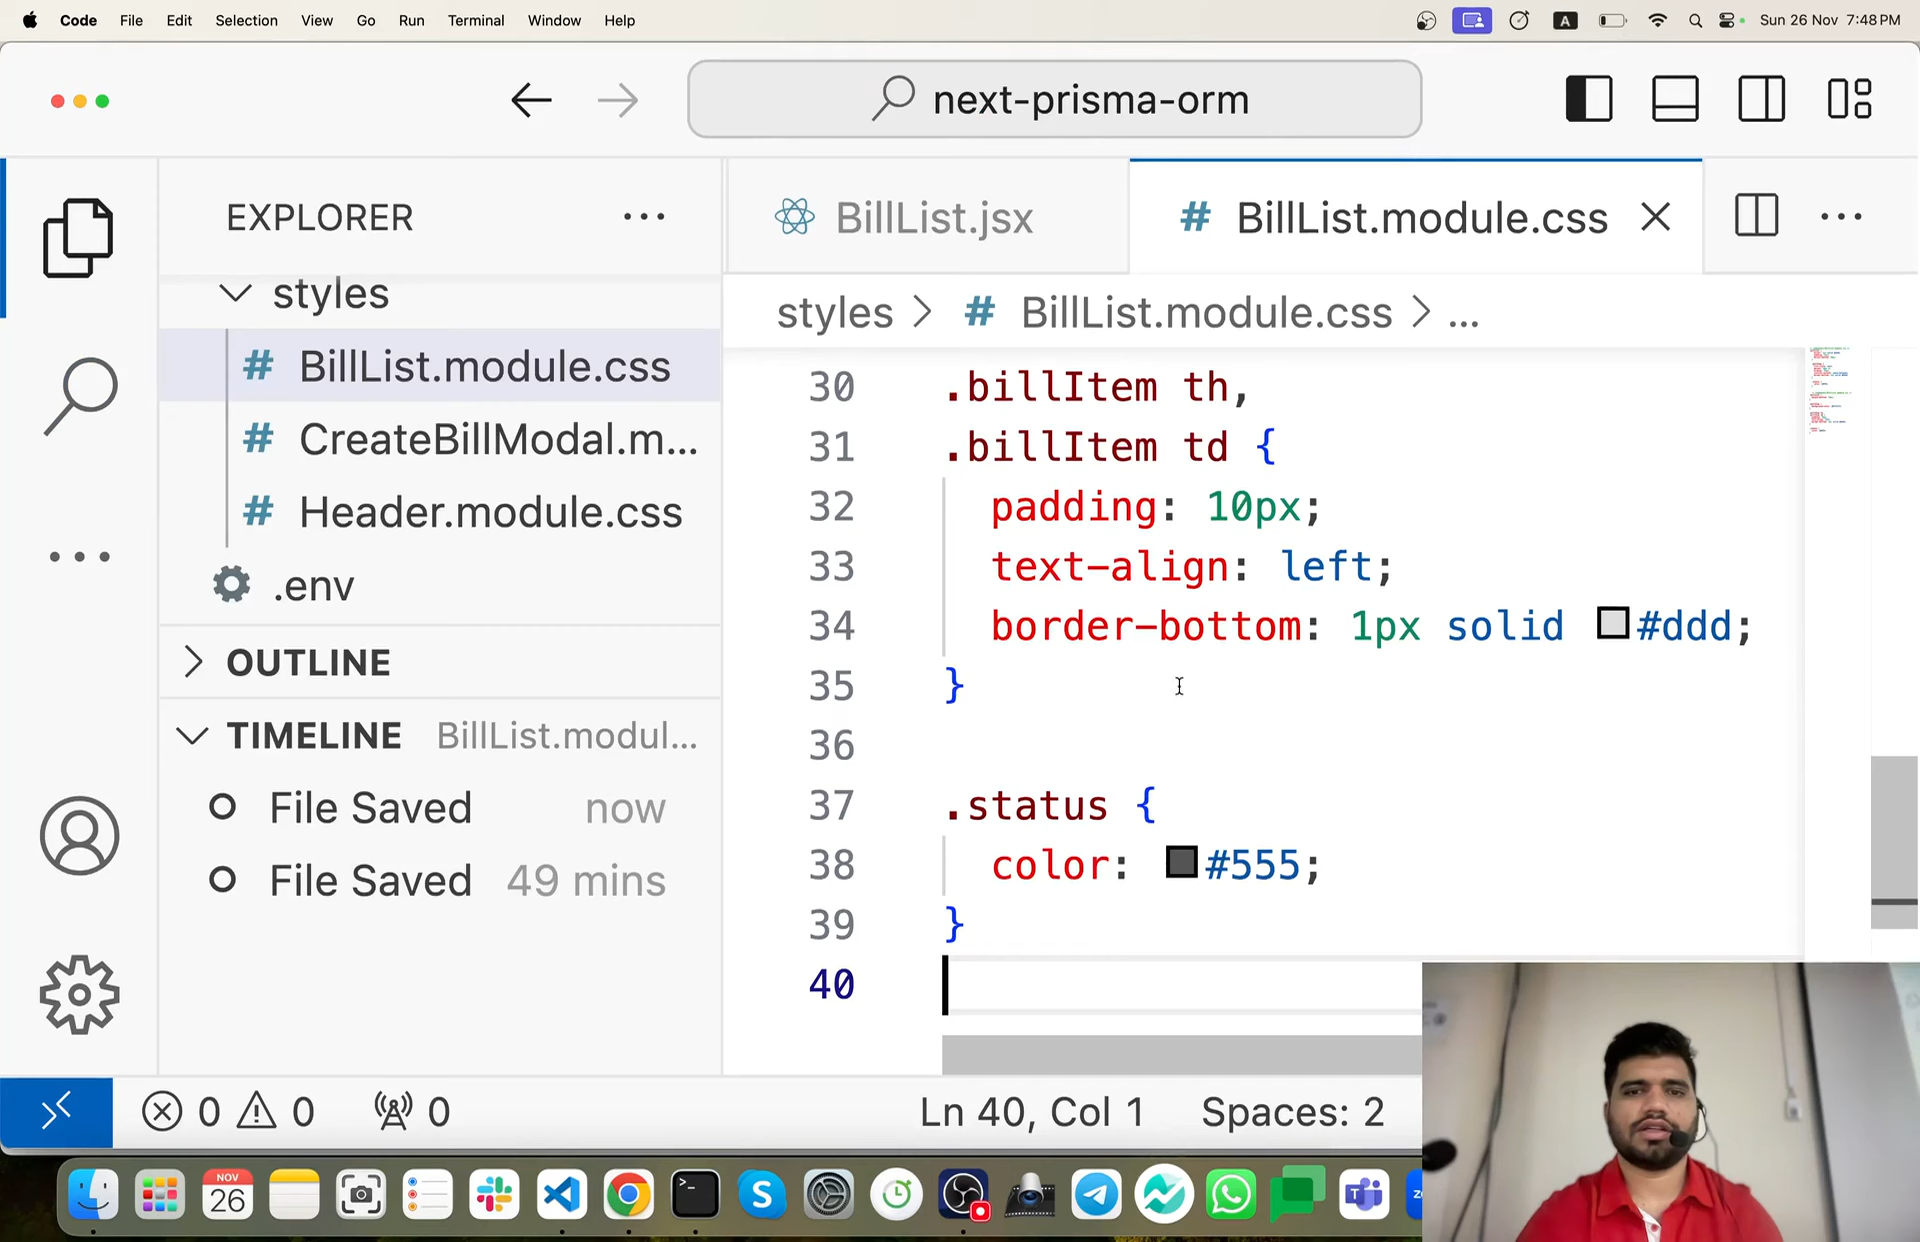 Code File Edit Selection View Go Run Terminal Window Help
A
Sun 26 Nov 7:48 PM
next-prisma-orm
EXPLORER
styles
# BillList.module.css
# CreateBillModal.m...
# Header.module.css
.env
OUTLINE
TIMELINE BillList.modul...
File Saved now
File Saved 49 mins
BillList.jsx
# BillList.module.css
styles > # BillList.module.css > ...
30 .billItem th,
31 .billItem td {
32 padding: 10px;
33 text-align: left;
34 border-bottom: 1px solid #ddd;
35 }
36
37 .status {
38 color: #555;
39 }
40
0 0 0
Ln 40, Col 1 Spaces: 2
NOV
26